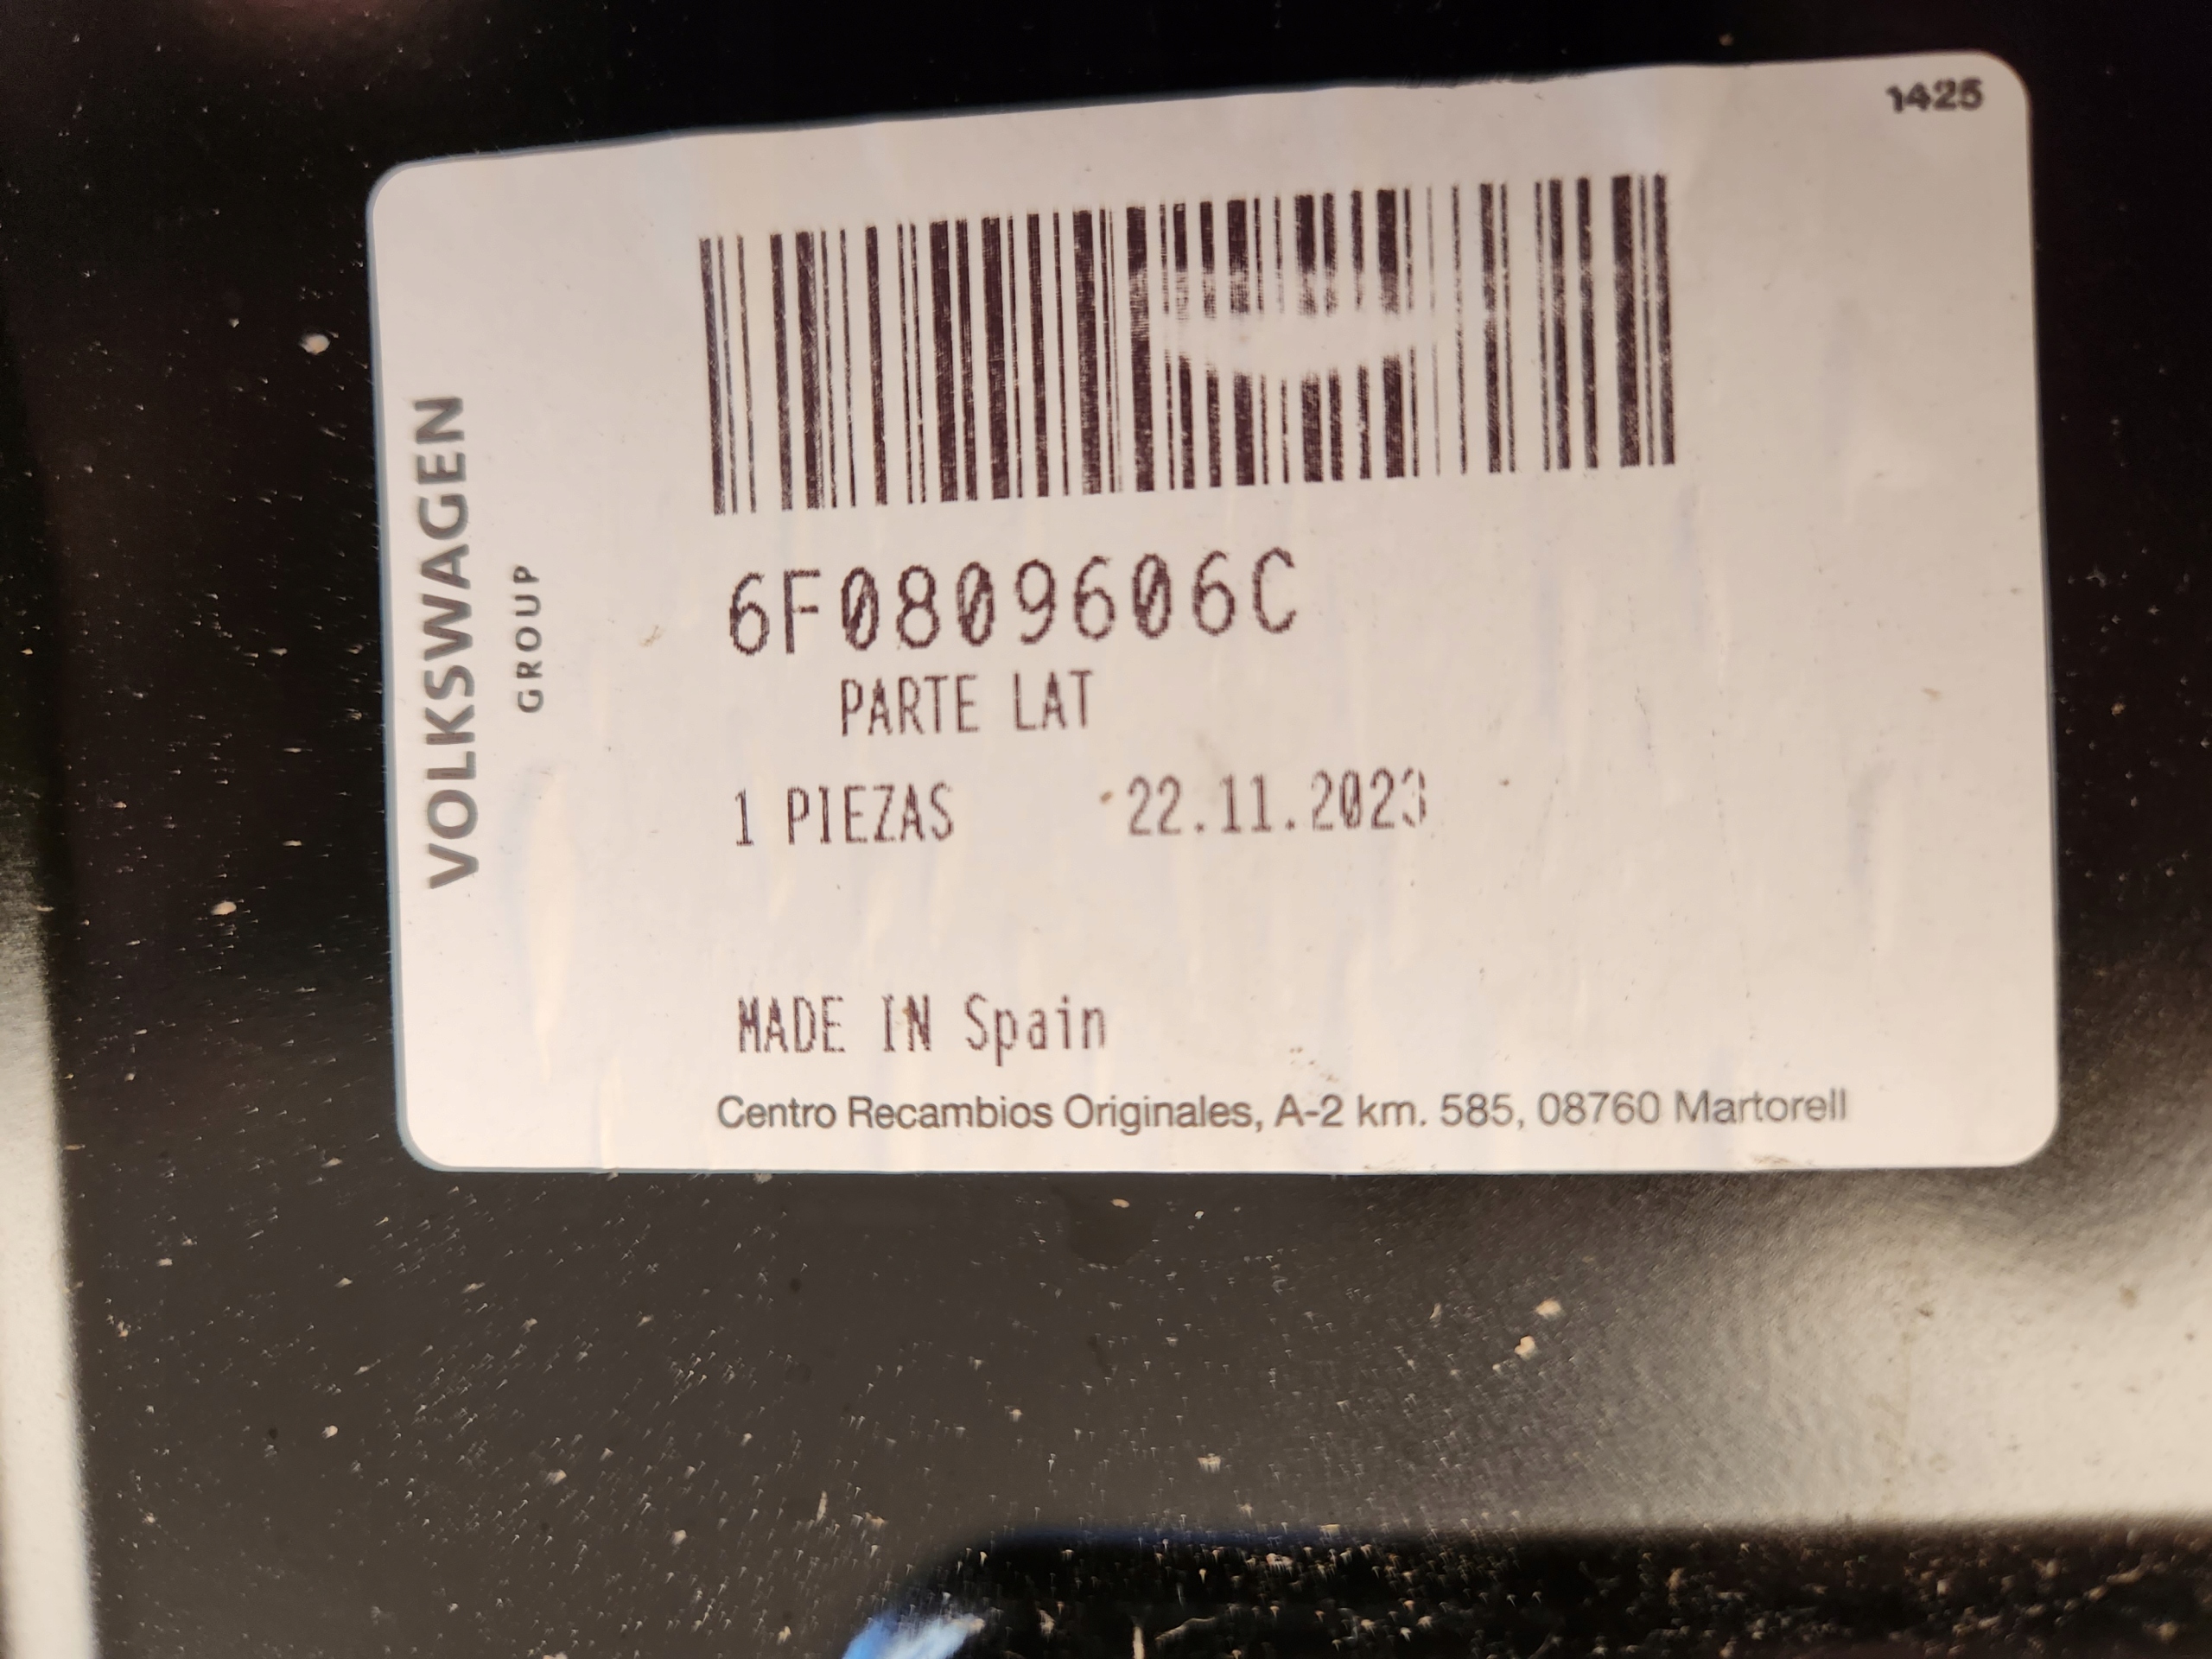 1425
VOLKSWAGEN
GROUP
6F0809606C
PARTE LAT
1 PIEZAS 22.11.2023
MADE IN Spain
Centro Recambios Originales, A-2 km. 585, 08760 Martorell